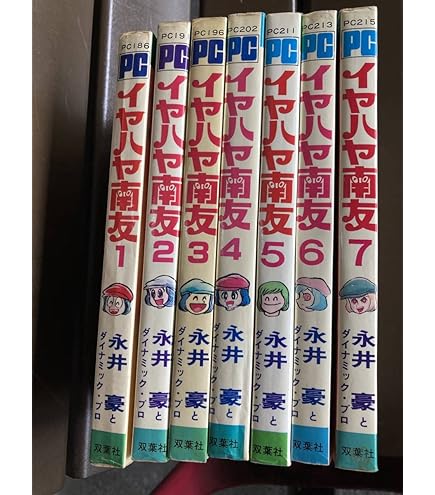 PC186
PC
イヤハヤ南友
1
永井豪と
ダイナミック・プロ
双葉社
PC19
PC
イヤハヤ南友
2
永井豪と
ダイナミック・プロ
双葉社
PC196
PC
イヤハヤ南友
3
永井豪と
ダイナミック・プロ
双葉社
PC202
PC
イヤハヤ南友
4
永井豪と
ダイナミック・プロ
双葉社
PC211
PC
イヤハヤ南友
5
永井豪と
ダイナミック・プロ
双葉社
PC213
PC
イヤハヤ南友
6
永井豪と
ダイナミック・プロ
双葉社
PC215
PC
イヤハヤ南友
7
永井豪と
ダイナミック・プロ
双葉社